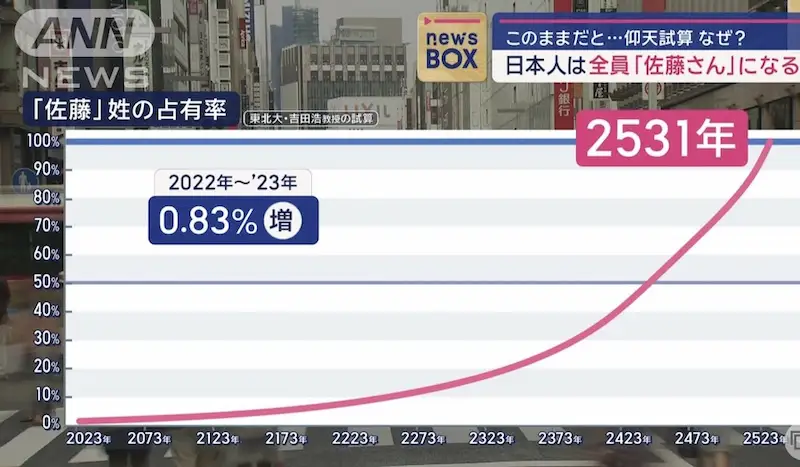 ANN
NEWS
news
BOX
このままだと…仰天試算 なぜ?
日本人は全員「佐藤さん」になる
「佐藤」姓の占有率
東北大・吉田浩教授の試算
J銀行
2531年
2022年〜'23年
0.83%増
100%
90%
80%
70%
60%
50%
40%
30%
20%
10%
0%
2023年 2073年 2123年 2173年 2223年 2273年 2323年 2373年 2423年 2473年 2523年